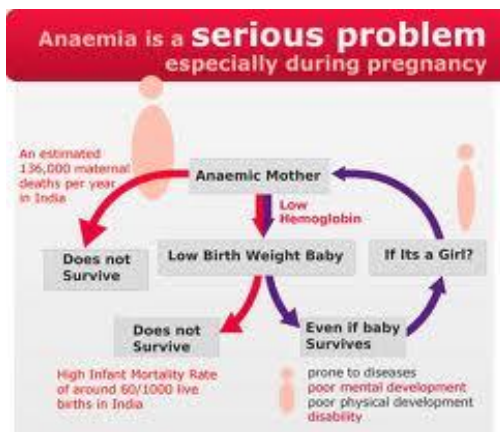 Anaemia is a serious problem
especially during pregnancy
An estimated
136,000 maternal
deaths per year
in India
Anaemic Mother
Low
Hemoglobin
Does not
Survive
Low Birth Weight Baby
If Its a Girl?
Does not
Survive
Even if baby
Survives
High Infant Mortality Rate
of around 60/1000 live
births in India
prone to diseases
poor mental development
poor physical development
disability